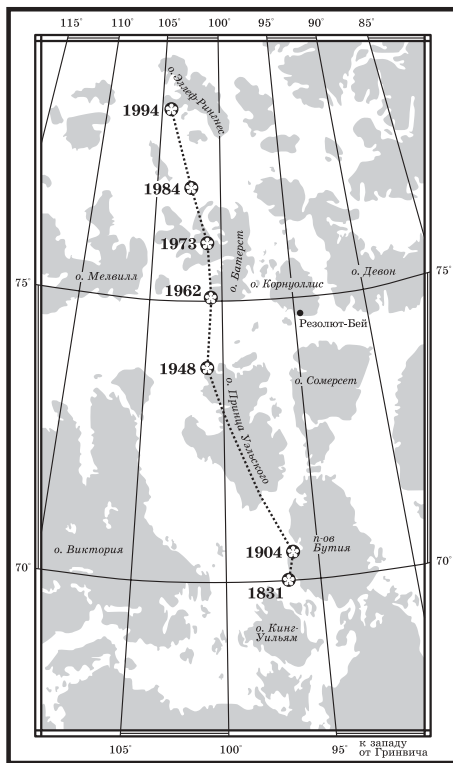 115° 110° 105° 100° 95° 90° 85°
о. Эллеф-Рингнес
1994
1984
1973
о. Батерст
75°
о. Девон
о. Мелвилл
о. Корнуоллис
1962
75°
Резолют-Бей
1948
о. Сомерсет
о. Принца Уэльского
п-ов
Бутия
о. Виктория
1904
70°
70°
1831
о. Кинг-
Уильям
105° 100° 95°
к западу
от Гринвича